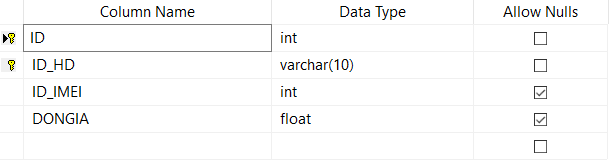 Column Name Data Type Allow Nulls
ID int
ID_HD varchar(10)
ID_IMEI int
DONGIA float